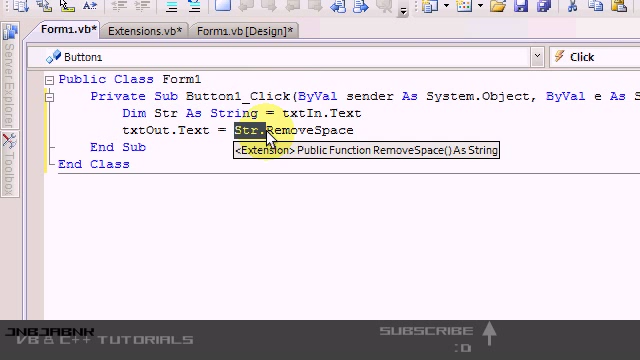 Form1.vb* Extensions.vb* Form1.vb [Design]*
Button1 Click
Public Class Form1
Private Sub Button1_Click(ByVal sender As System.Object, ByVal e As S
Dim Str As String = txtIn.Text
txtOut.Text = Str.RemoveSpace
<Extension> Public Function RemoveSpace() As String
End Sub
End Class
Server Explorer
Toolbox
JNBJABNK
VB & C++ TUTORIALS
SUBSCRIBE
:D